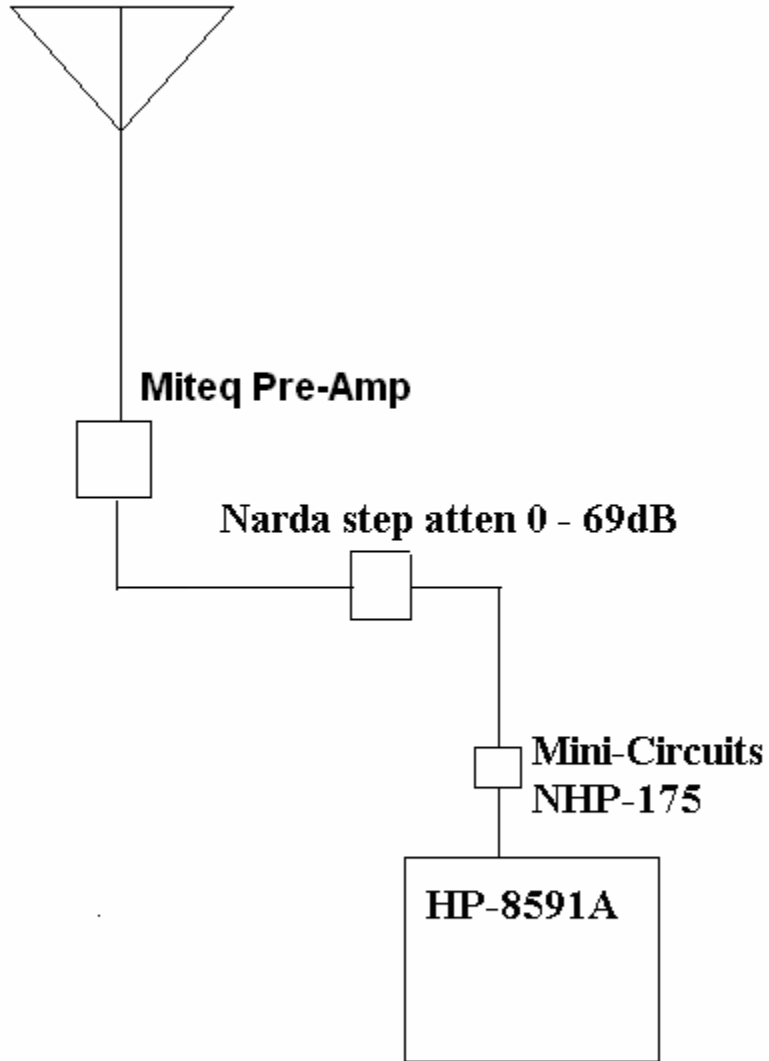 Miteq Pre-Amp
Narda step atten 0 - 69dB
Mini-Circuits
NHP-175
HP-8591A